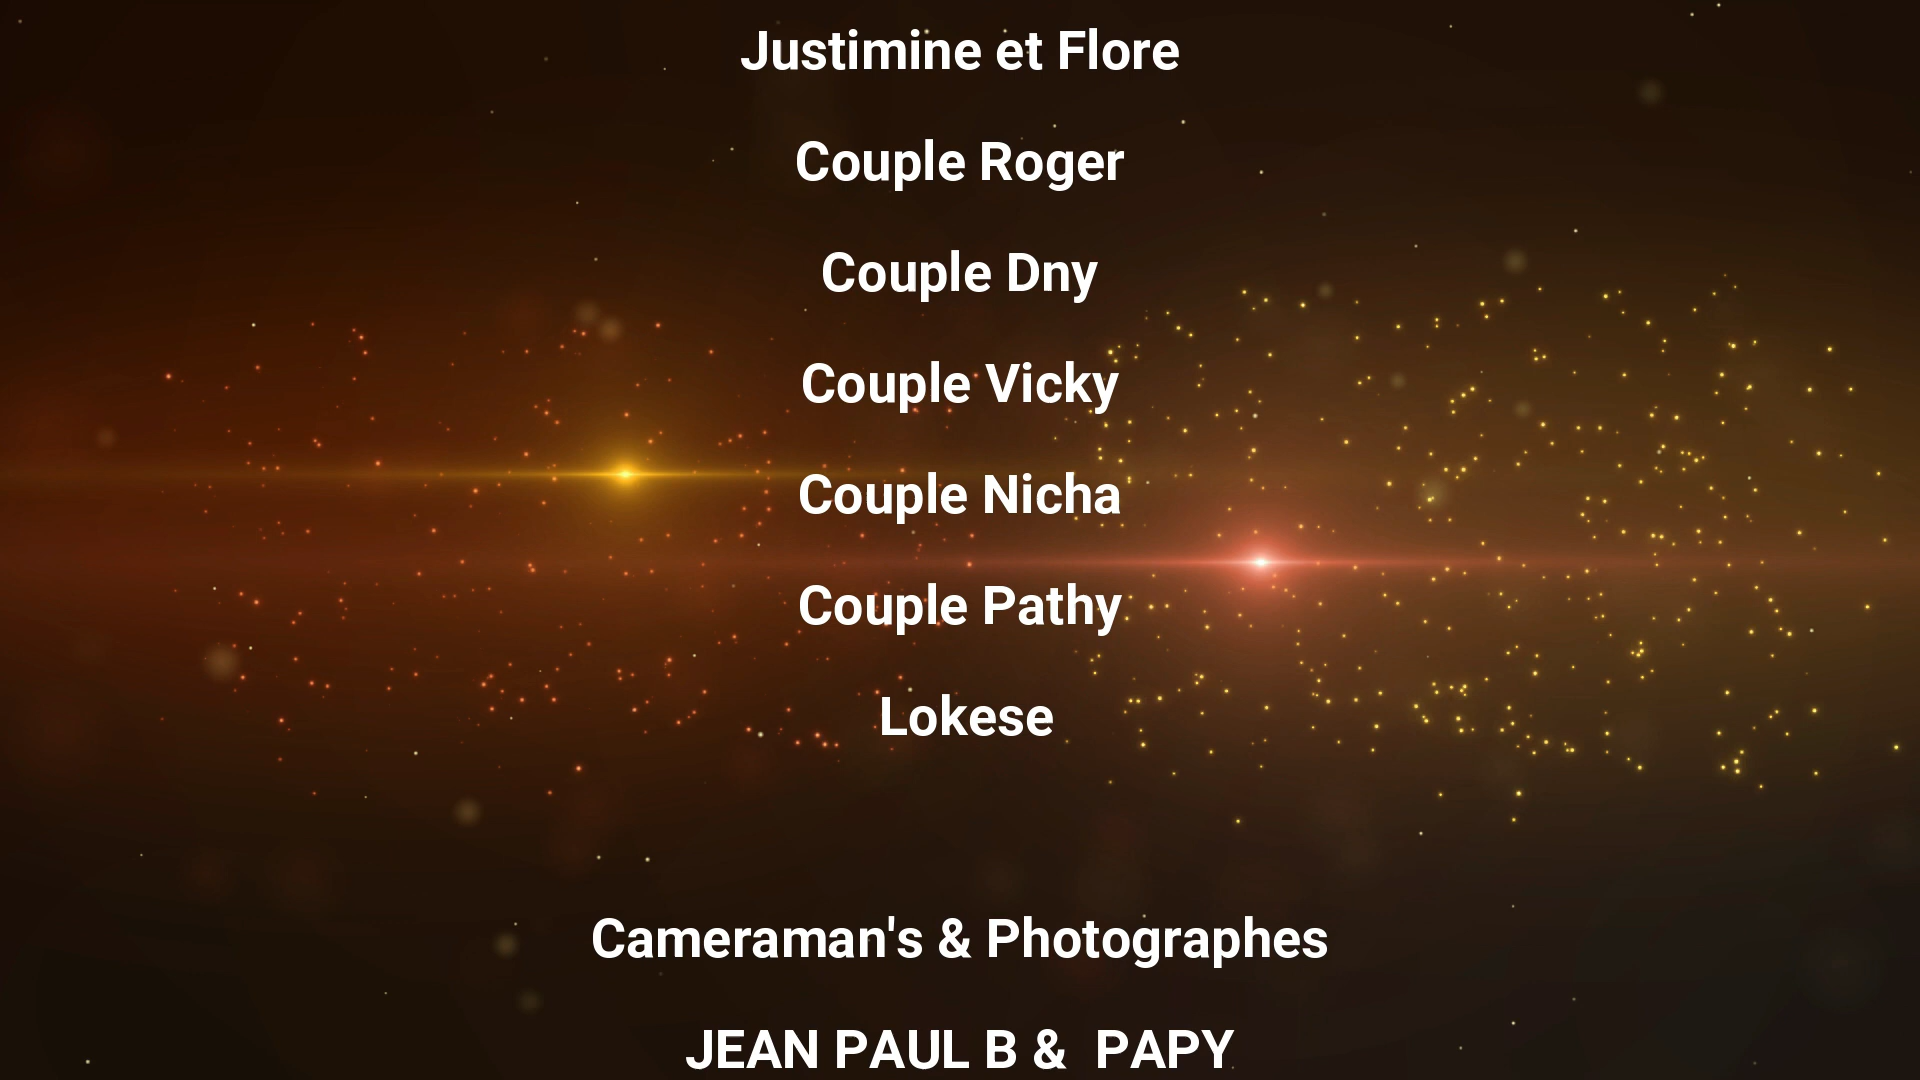 Justimine et Flore
Couple Roger
Couple Dny
Couple Vicky
Couple Nicha
Couple Pathy
Lokese
Cameraman's & Photographes
JEAN PAUL B & PAPY